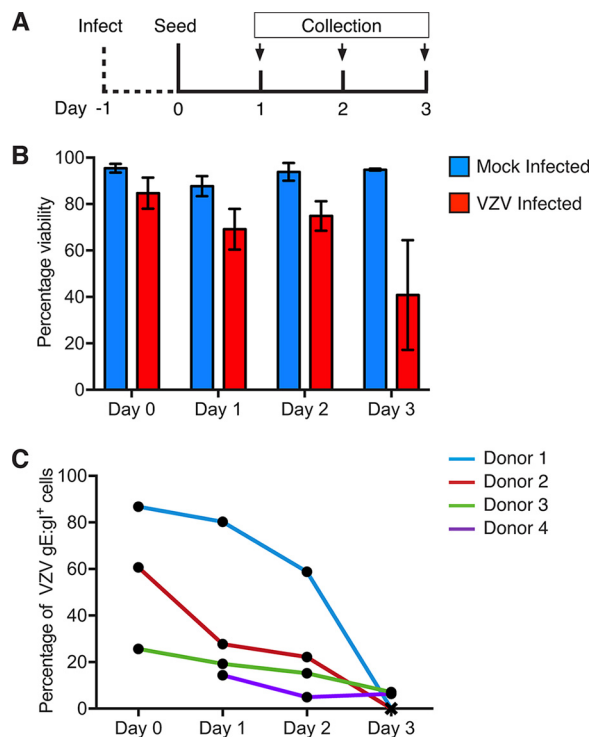 A
Infect Seed Collection
Day -1 0 1 2 3
B
100
80
60
40
20
0
Percentage viability
Day 0 Day 1 Day 2 Day 3
Mock Infected
VZV Infected
C
100
80
60
40
20
0
Percentage of VZV gE:gI+ cells
Day 0 Day 1 Day 2 Day 3
Donor 1
Donor 2
Donor 3
Donor 4